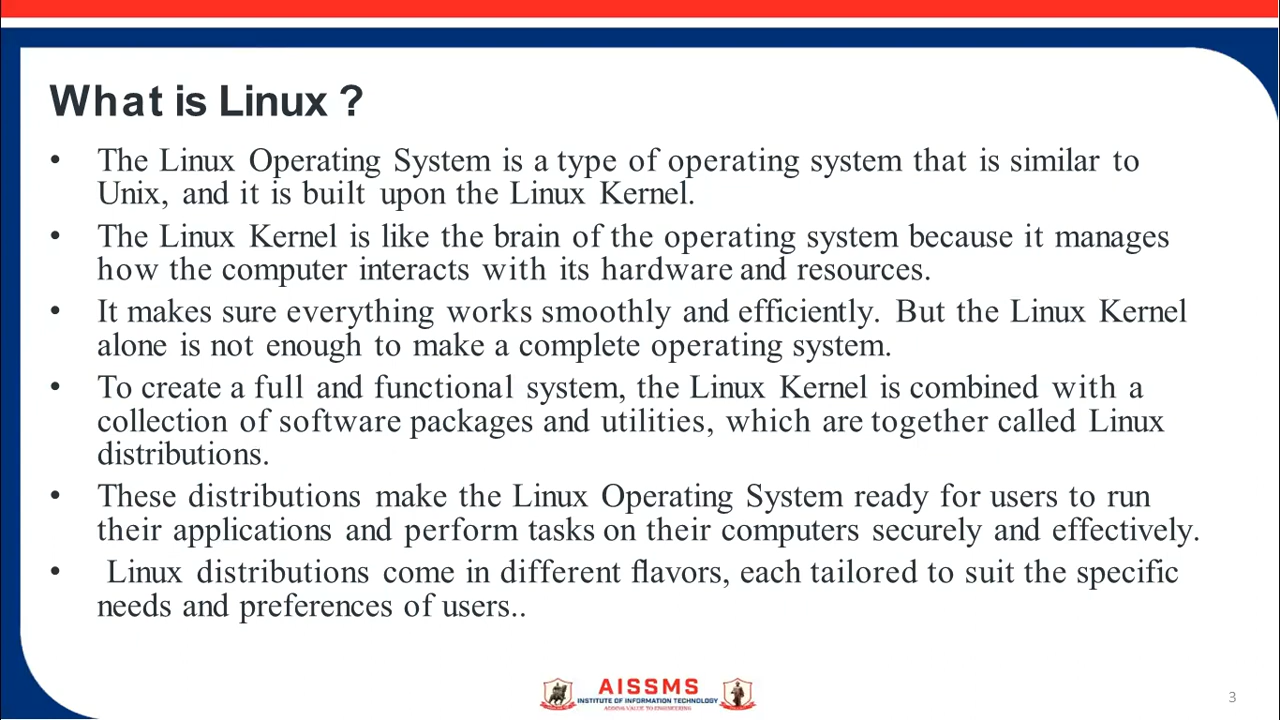 What is Linux ?
• The Linux Operating System is a type of operating system that is similar to
Unix, and it is built upon the Linux Kernel.
• The Linux Kernel is like the brain of the operating system because it manages
how the computer interacts with its hardware and resources.
• It makes sure everything works smoothly and efficiently. But the Linux Kernel
alone is not enough to make a complete operating system.
• To create a full and functional system, the Linux Kernel is combined with a
collection of software packages and utilities, which are together called Linux
distributions.
• These distributions make the Linux Operating System ready for users to run
their applications and perform tasks on their computers securely and effectively.
• Linux distributions come in different flavors, each tailored to suit the specific
needs and preferences of users..
AISSMS
INSTITUTE OF INFORMATION TECHNOLOGY
ADDING VALUE TO ENGINEERING
3